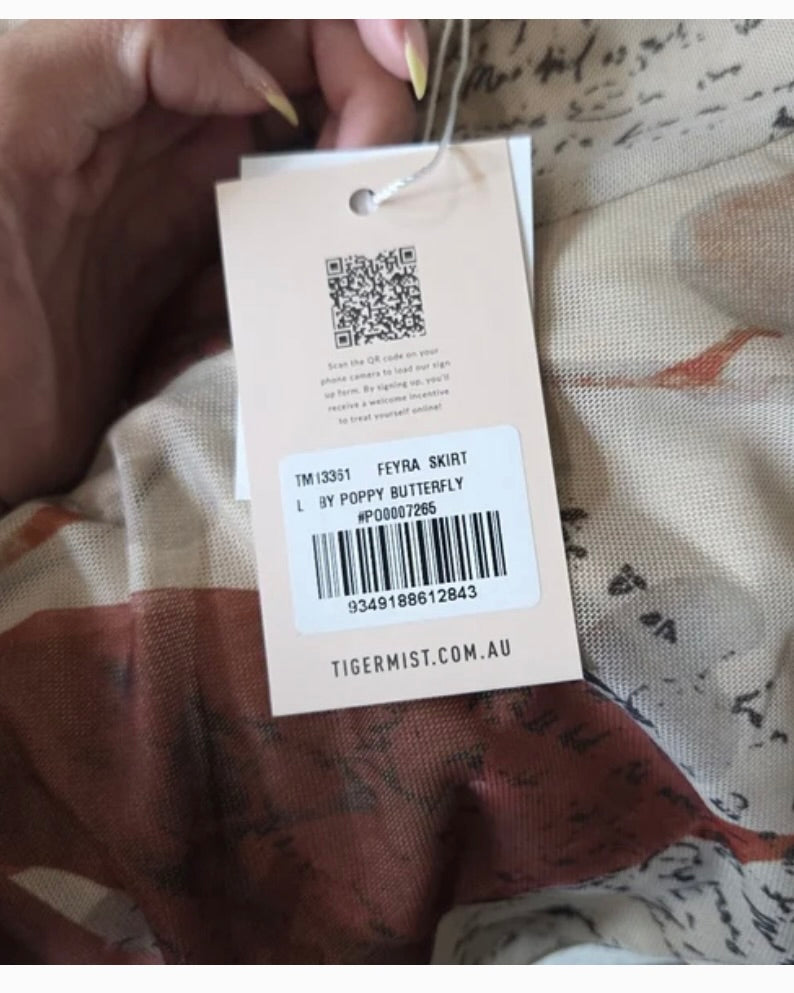 Scan the QR code on your
phone camera to load our sign
up form. By signing up, you'll
receive a welcome incentive
to treat yourself online!
TM13361 FEYRA SKIRT
L BY POPPY BUTTERFLY
#PO0007265
9349188612843
TIGERMIST.COM.AU